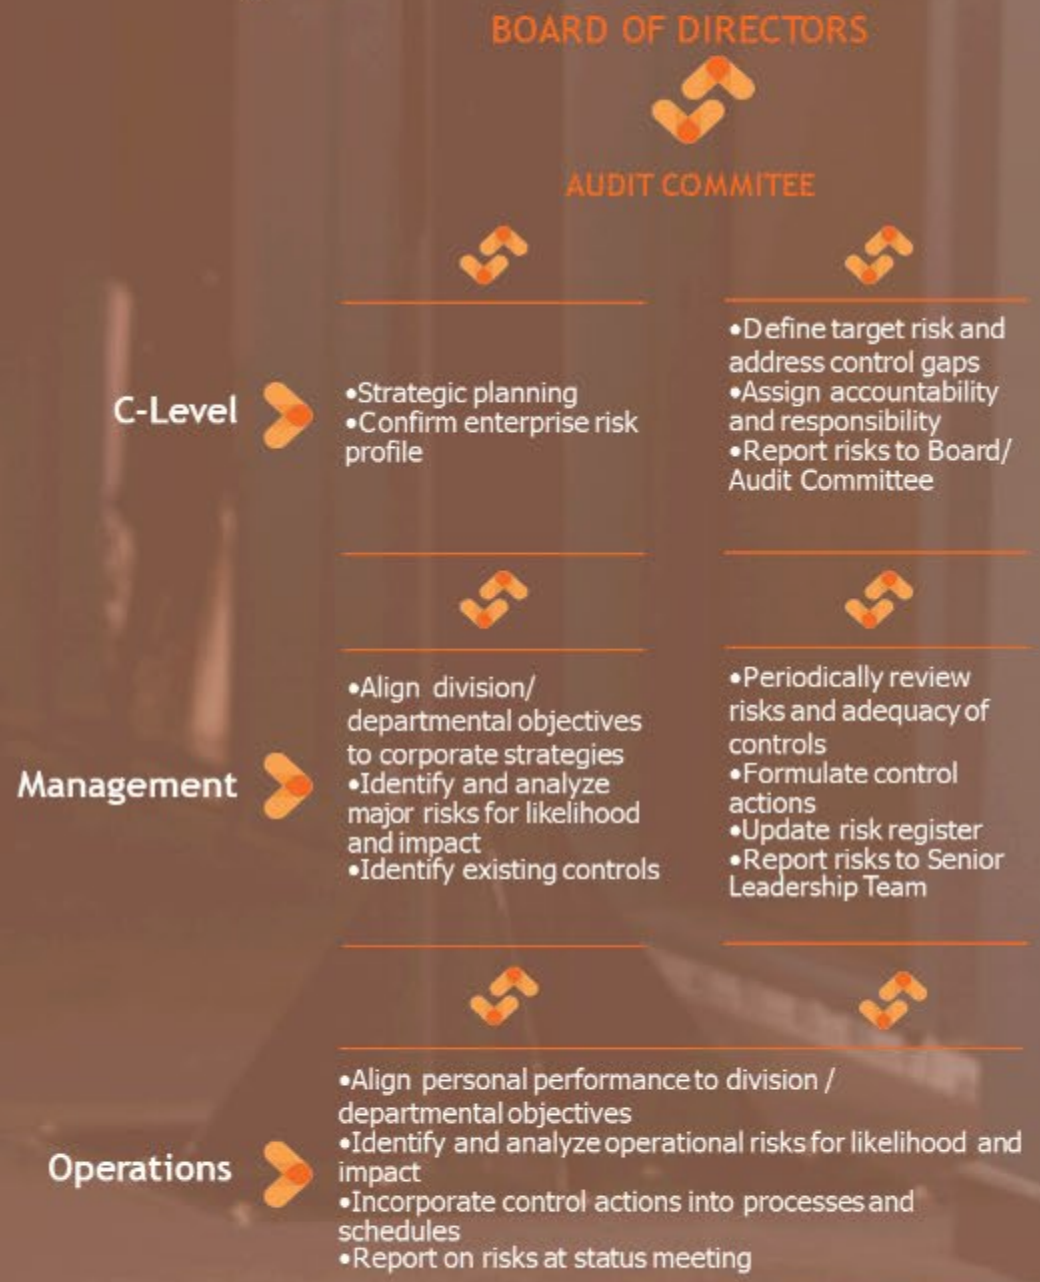 BOARD OF DIRECTORS
AUDIT COMMITEE
C-Level
•Strategic planning
•Confirm enterprise risk
profile
•Define target risk and
address control gaps
•Assign accountability
and responsibility
•Report risks to Board/
Audit Committee
Management
•Align division/
departmental objectives
to corporate strategies
•Identify and analyze
major risks for likelihood
and impact
•Identify existing controls
•Periodically review
risks and adequacy of
controls
•Formulate control
actions
•Update risk register
•Report risks to Senior
Leadership Team
Operations
•Align personal performance to division /
departmental objectives
•Identify and analyze operational risks for likelihood and
impact
•Incorporate control actions into processes and
schedules
•Report on risks at status meeting